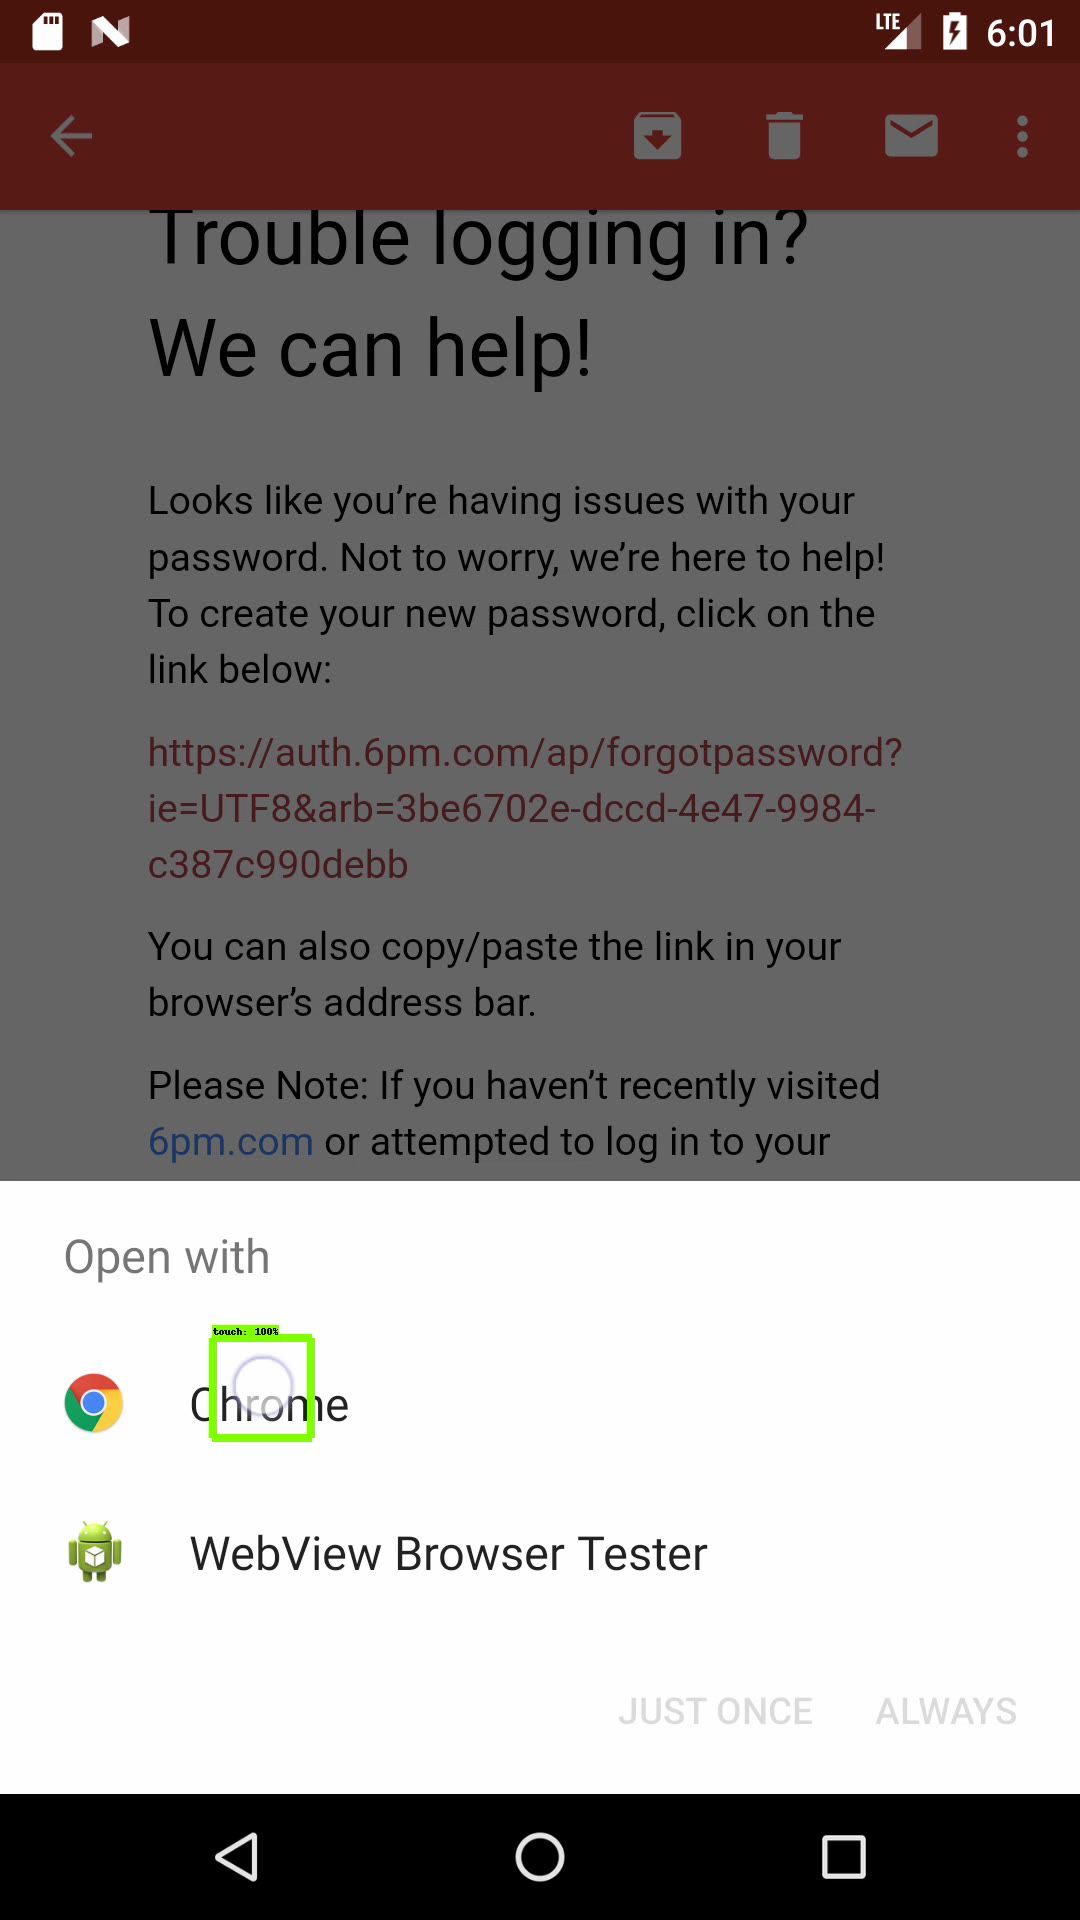 LTE 6:01
Trouble logging in?
We can help!
Looks like you’re having issues with your
password. Not to worry, we’re here to help!
To create your new password, click on the
link below:
https://auth.6pm.com/ap/forgotpassword?
ie=UTF8&arb=3be6702e-dccd-4e47-9984-
c387c990debb
You can also copy/paste the link in your
browser’s address bar.
Please Note: If you haven’t recently visited
6pm.com or attempted to log in to your
Open with
touch: 100%
Chrome
WebView Browser Tester
JUST ONCE ALWAYS